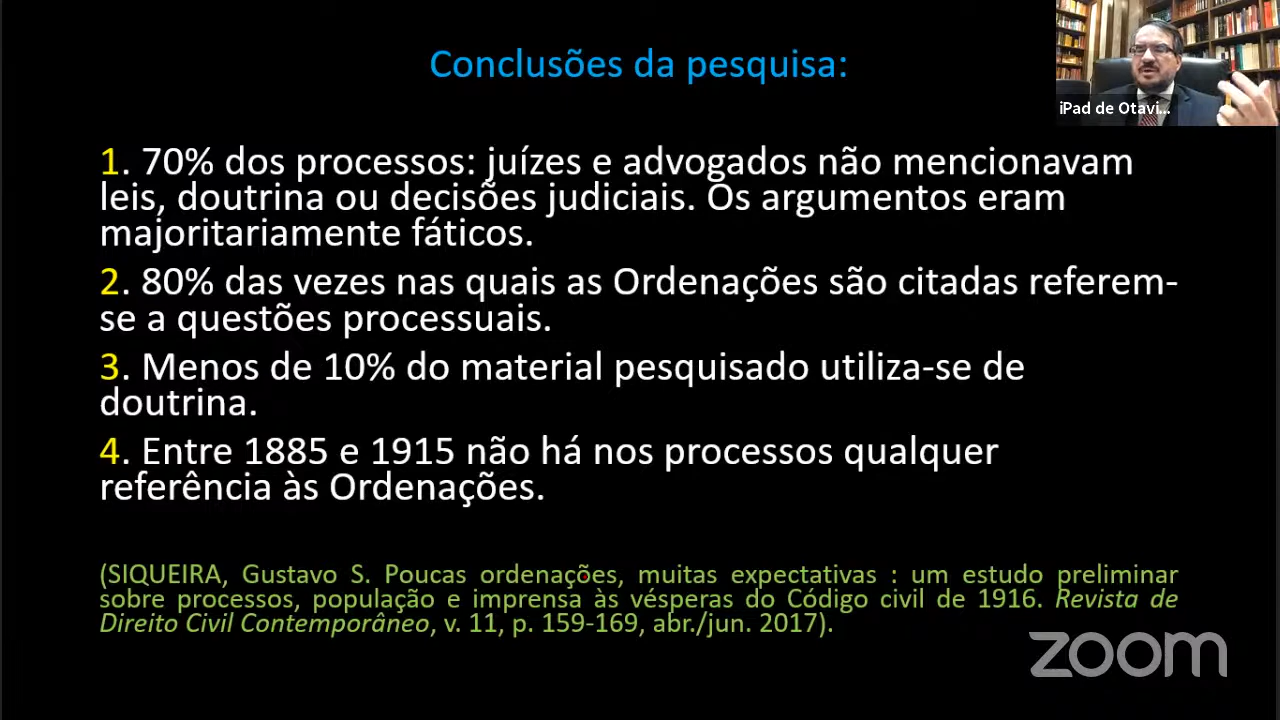 Conclusões da pesquisa:
iPad de Otavi...
1. 70% dos processos: juízes e advogados não mencionavam
leis, doutrina ou decisões judiciais. Os argumentos eram
majoritariamente fáticos.
2. 80% das vezes nas quais as Ordenações são citadas referem-
se a questões processuais.
3. Menos de 10% do material pesquisado utiliza-se de
doutrina.
4. Entre 1885 e 1915 não há nos processos qualquer
referência às Ordenações.
(SIQUEIRA, Gustavo S. Poucas ordenações, muitas expectativas : um estudo preliminar
sobre processos, população e imprensa às vésperas do Código civil de 1916. Revista de
Direito Civil Contemporâneo, v. 11, p. 159-169, abr./jun. 2017).
zoom